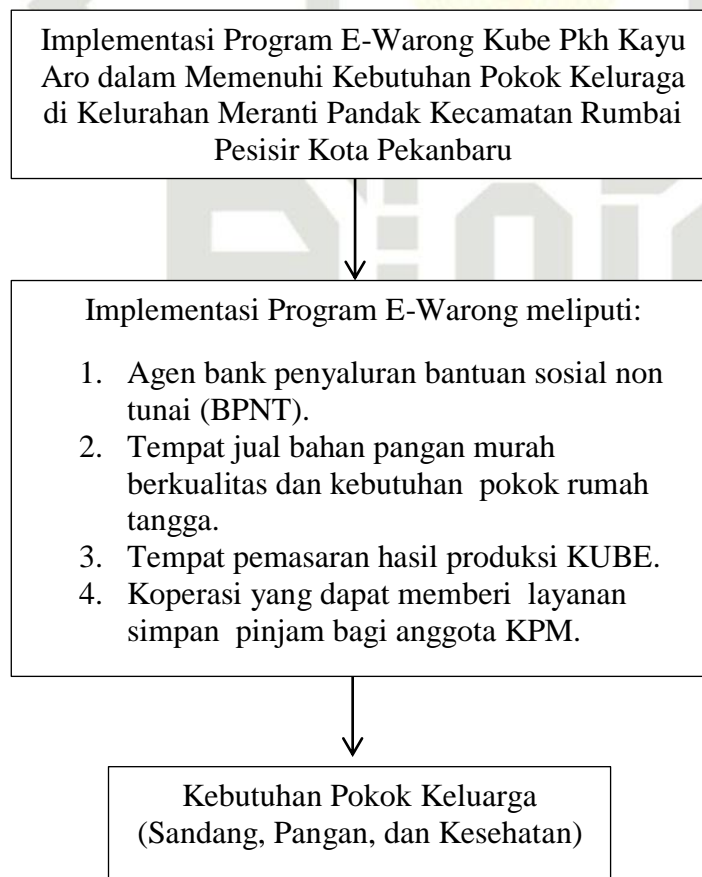 Implementasi Program E-Warong Kube Pkh Kayu
Aro dalam Memenuhi Kebutuhan Pokok Keluraga
di Kelurahan Meranti Pandak Kecamatan Rumbai
Pesisir Kota Pekanbaru
Implementasi Program E-Warong meliputi:
1. Agen bank penyaluran bantuan sosial non
tunai (BPNT).
2. Tempat jual bahan pangan murah
berkualitas dan kebutuhan pokok rumah
tangga.
3. Tempat pemasaran hasil produksi KUBE.
4. Koperasi yang dapat memberi layanan
simpan pinjam bagi anggota KPM.
Kebutuhan Pokok Keluarga
(Sandang, Pangan, dan Kesehatan)